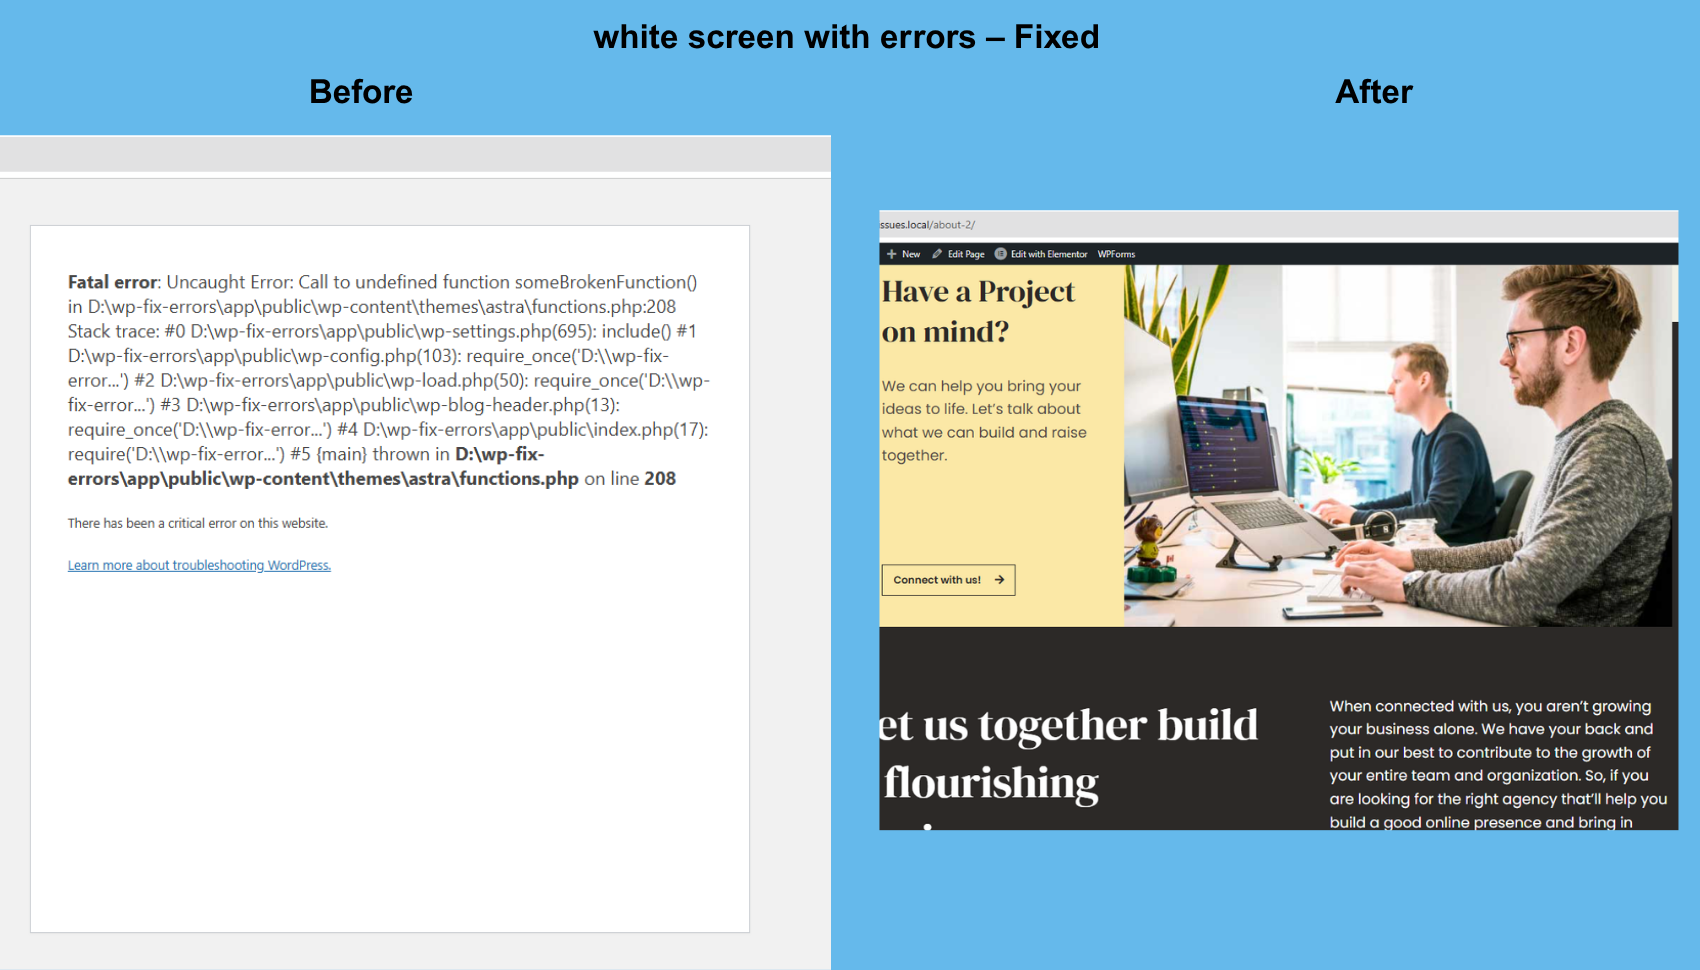 white screen with errors – Fixed
Before
After
Fatal error: Uncaught Error: Call to undefined function someBrokenFunction()
in D:\wp-fix-errors\app\public\wp-content\themes\astra\functions.php:208
Stack trace: #0 D:\wp-fix-errors\app\public\wp-settings.php(695): include() #1
D:\wp-fix-errors\app\public\wp-config.php(103): require_once('D:\\wp-fix-
error...') #2 D:\wp-fix-errors\app\public\wp-load.php(50): require_once('D:\\wp-
fix-error...') #3 D:\wp-fix-errors\app\public\wp-blog-header.php(13):
require_once('D:\\wp-fix-error...') #4 D:\wp-fix-errors\app\public\index.php(17):
require('D:\\wp-fix-error...') #5 {main} thrown in D:\wp-fix-
errors\app\public\wp-content\themes\astra\functions.php on line 208
There has been a critical error on this website.
Learn more about troubleshooting WordPress.
ssues.local/about-2/
New Edit Page Edit with Elementor WPForms
Have a Project
on mind?
We can help you bring your
ideas to life. Let's talk about
what we can build and raise
together.
Connect with us! →
et us together build
flourishing
When connected with us, you aren't growing
your business alone. We have your back and
put in our best to contribute to the growth of
your entire team and organization. So, if you
are looking for the right agency that'll help you
build a good online presence and bring in